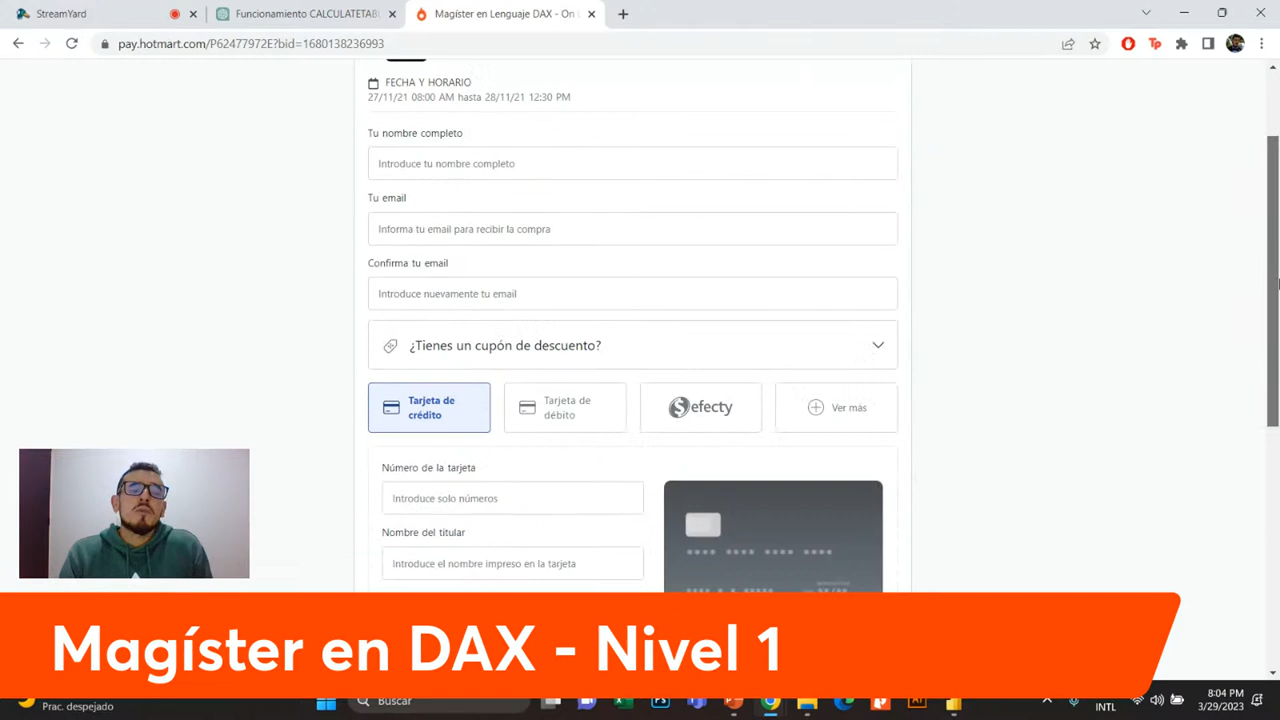 StreamYard
Funcionamiento CALCULATETAB
Magíster en Lenguaje DAX - On
pay.hotmart.com/P62477972E?bid=1680138236993
FECHA Y HORARIO
27/11/21 08:00 AM hasta 28/11/21 12:30 PM
Tu nombre completo
Introduce tu nombre completo
Tu email
Informa tu email para recibir la compra
Confirma tu email
Introduce nuevamente tu email
¿Tienes un cupón de descuento?
Tarjeta de crédito
Tarjeta de débito
efecty
Ver más
Número de la tarjeta
Introduce solo números
Nombre del titular
Introduce el nombre impreso en la tarjeta
Magíster en DAX - Nivel 1
Prac. despejado
Buscar
INTL
8:04 PM
3/29/2023